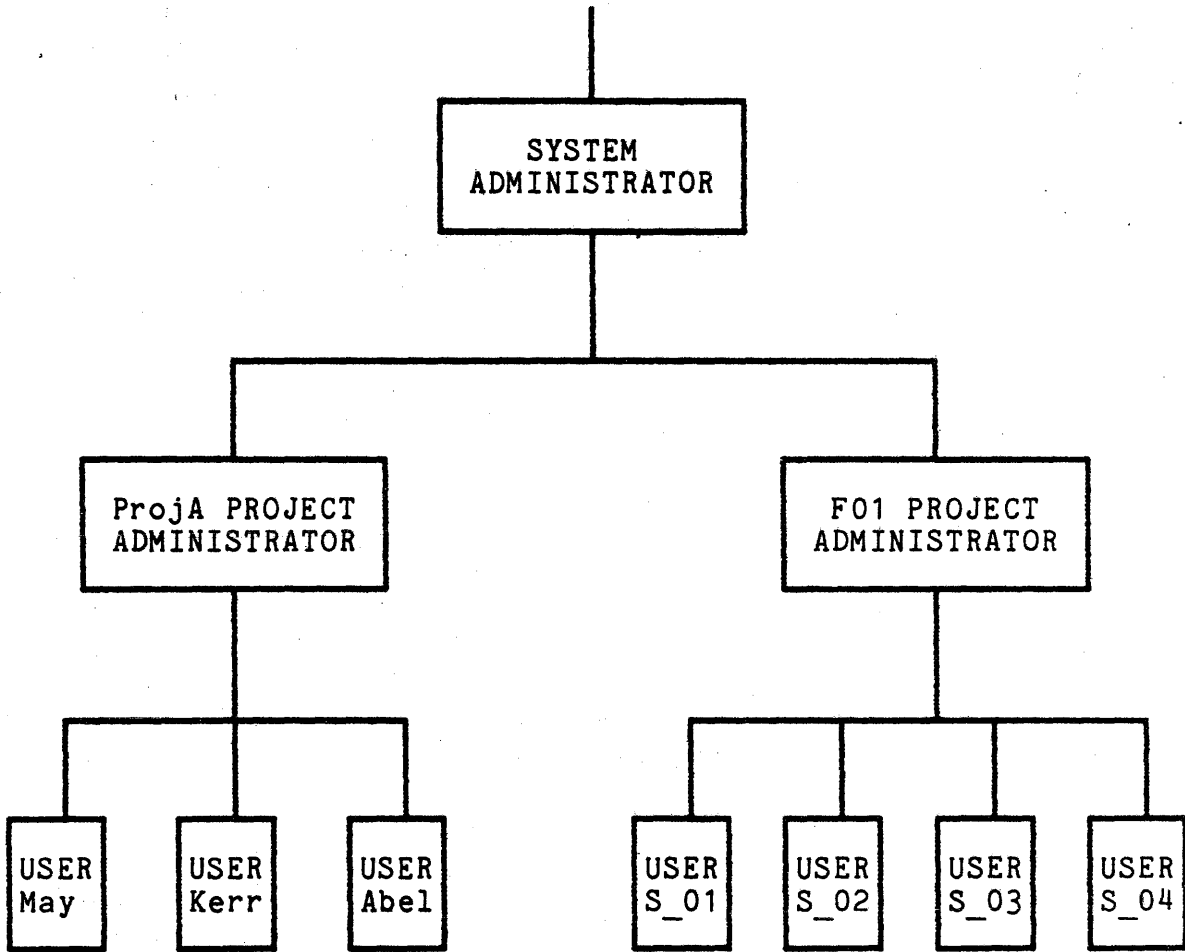 SYSTEM
ADMINISTRATOR
ProjA PROJECT
ADMINISTRATOR
F01 PROJECT
ADMINISTRATOR
USER
May
USER
Kerr
USER
Abel
USER
S_01
USER
S_02
USER
S_03
USER
S_04